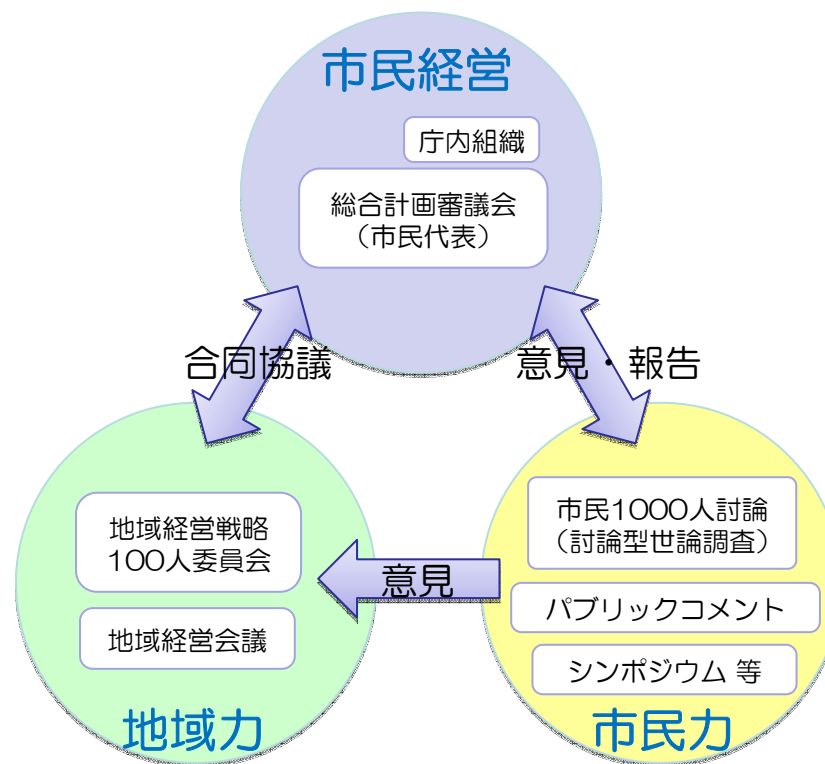 市民経営
庁内組織
総合計画審議会
（市民代表）
合同協議
意見・報告
地域経営戦略
100人委員会
地域経営会議
地域力
意見
市民1000人討論
（討論型世論調査）
パブリックコメント
シンポジウム 等
市民力